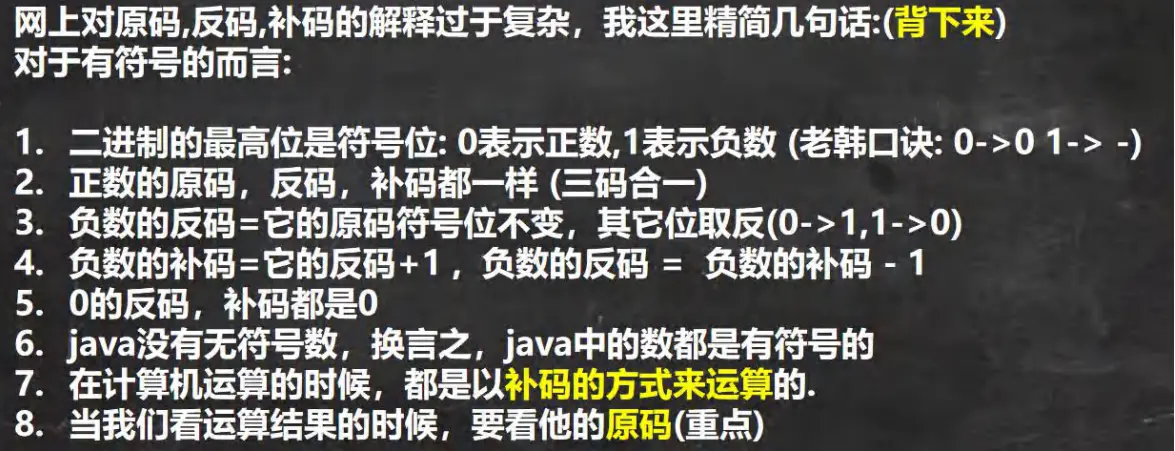 网上对原码,反码,补码的解释过于复杂，我这里精简几句话:(背下来)
对于有符号的而言:
1. 二进制的最高位是符号位: 0表示正数,1表示负数 (老韩口诀: 0->0 1-> -)
2. 正数的原码，反码，补码都一样 (三码合一)
3. 负数的反码=它的原码符号位不变，其它位取反(0->1,1->0)
4. 负数的补码=它的反码+1 ，负数的反码 = 负数的补码 - 1
5. 0的反码，补码都是0
6. java没有无符号数，换言之，java中的数都是有符号的
7. 在计算机运算的时候，都是以补码的方式来运算的.
8. 当我们看运算结果的时候，要看他的原码(重点)